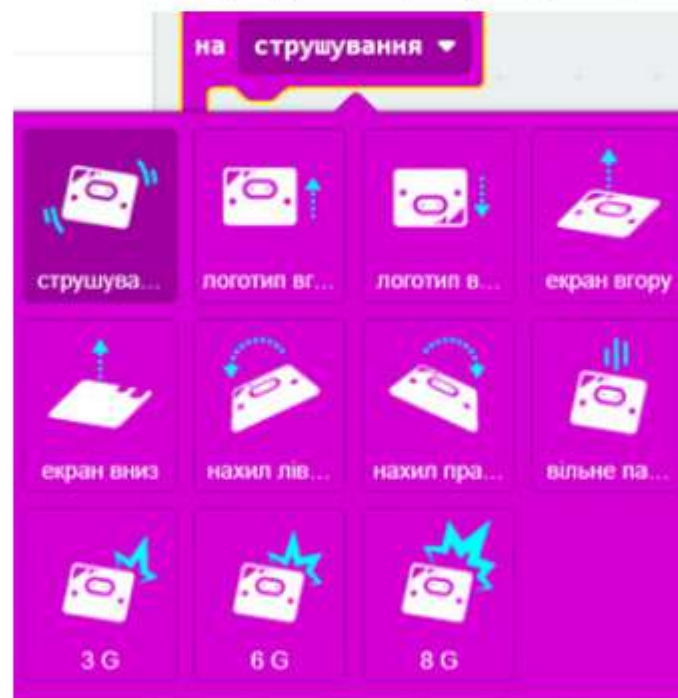 на струшування
струшува...
логотип вг...
логотип в...
екран вгору
екран вниз
нахил лів...
нахил пра...
вільне па...
3 G
6 G
8 G